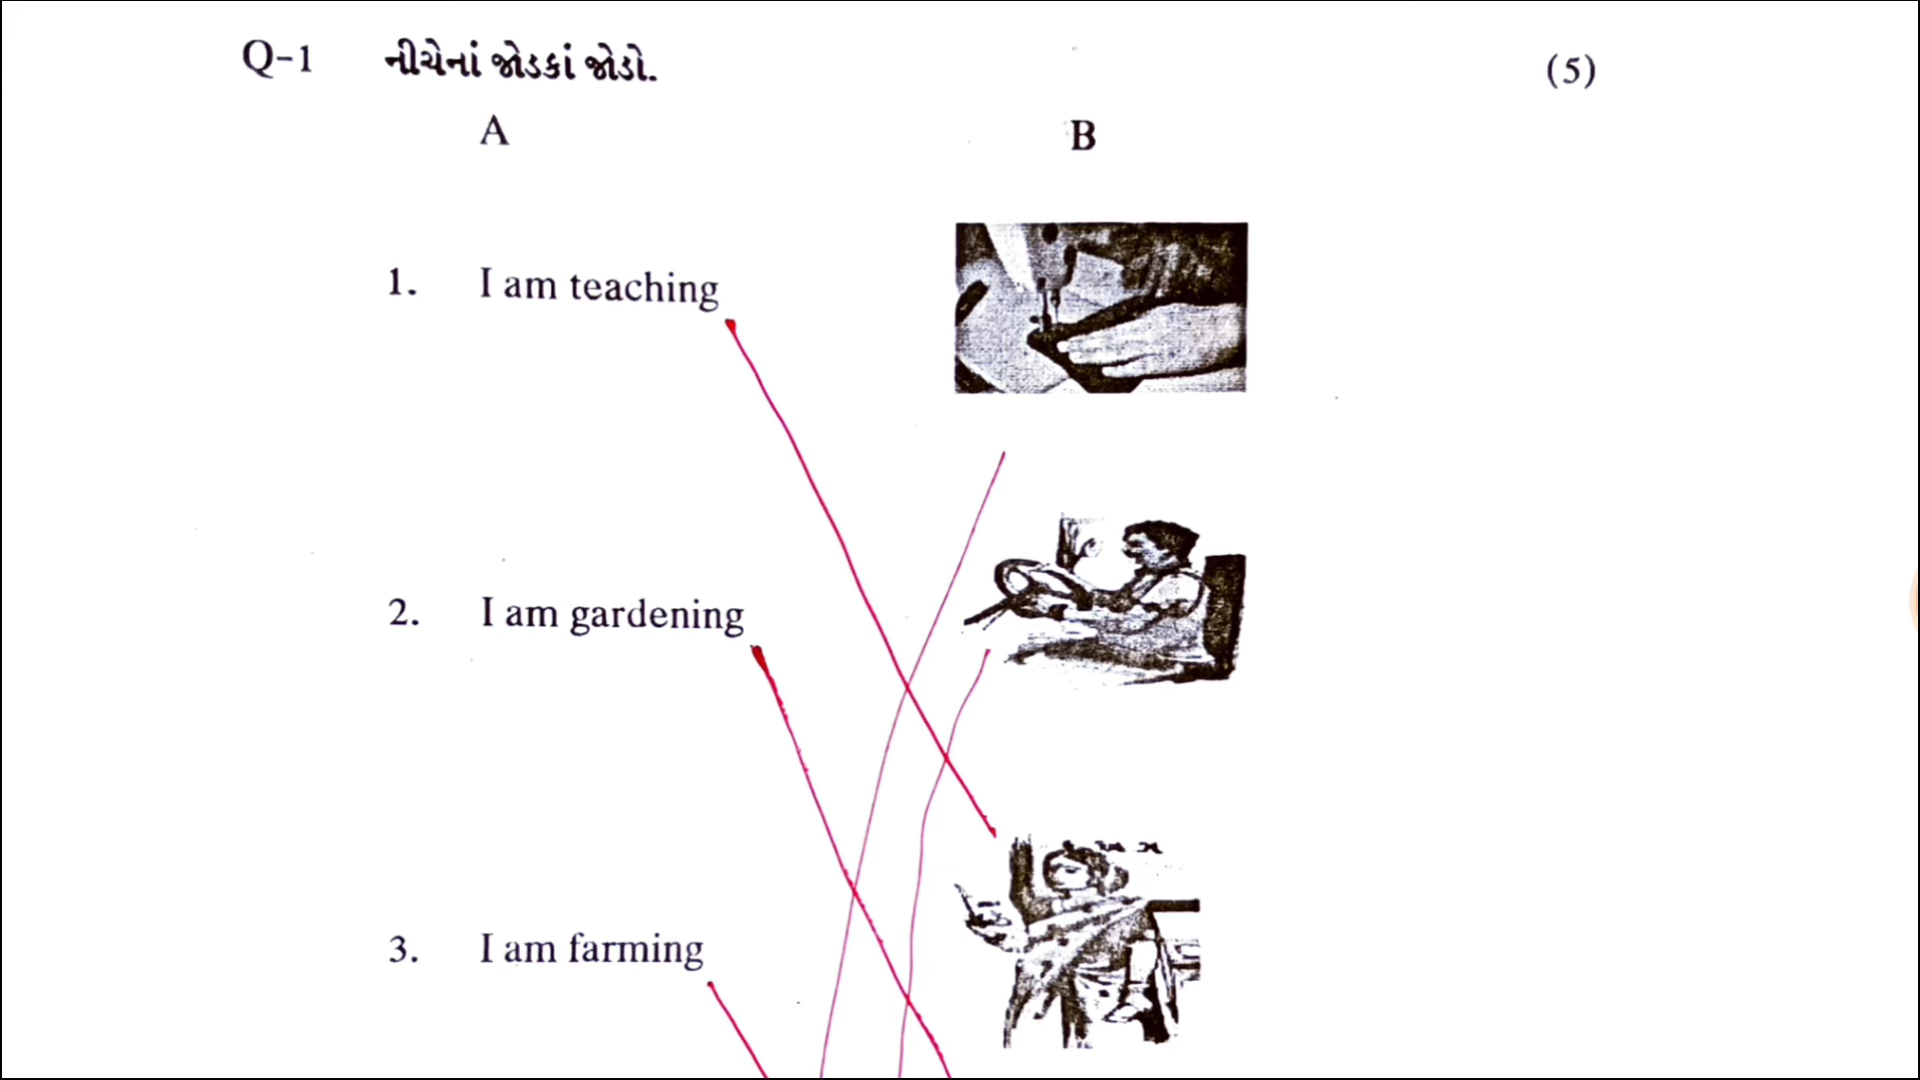 Q-1 નીચેનાં જોડકાં જોડો. (5)
A B
1. I am teaching
2. I am gardening
3. I am farming